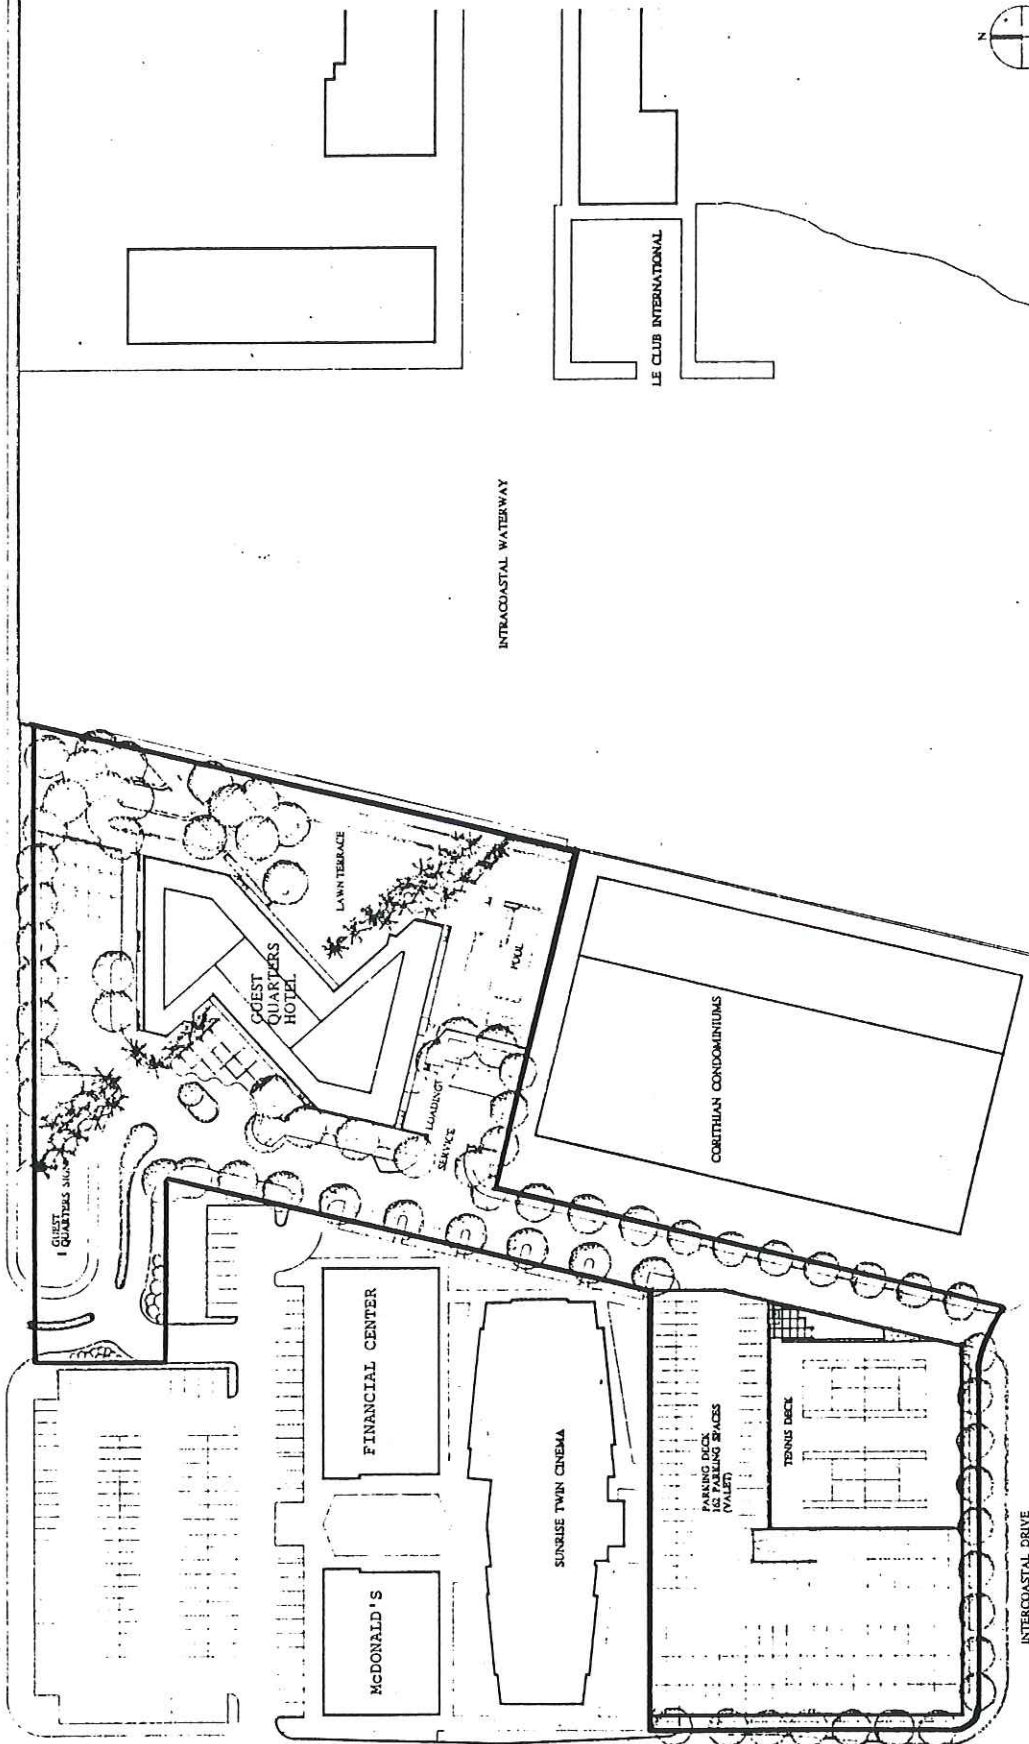 N
LE CLUB INTERNATIONAL
INTRACOASTAL WATERWAY
LAWN TERRACE
GUEST
QUARTERS
HOTEL
POOL
LOADING
SERVICE
GUEST
QUARTERS SIGN
CORITHIAN CONDOMINIUMS
FINANCIAL CENTER
McDONALD'S
SUNRISE TWIN CINEMA
PARKING DECK
162 PARKING SPACES
(VALET)
TENNIS DECK
INTERCOASTAL DRIVE